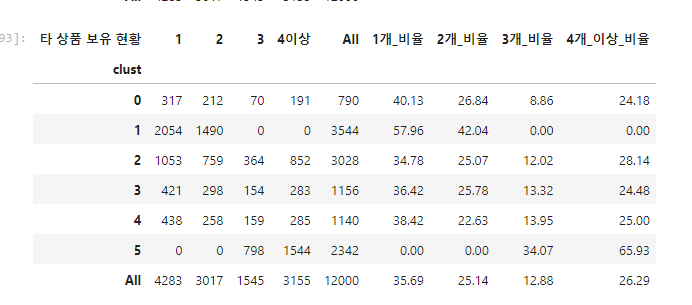 93]:
타 상품 보유 현황 1 2 3 4이상 All 1개_비율 2개_비율 3개_비율 4개_이상_비율
clust
0 317 212 70 191 790 40.13 26.84 8.86 24.18
1 2054 1490 0 0 3544 57.96 42.04 0.00 0.00
2 1053 759 364 852 3028 34.78 25.07 12.02 28.14
3 421 298 154 283 1156 36.42 25.78 13.32 24.48
4 438 258 159 285 1140 38.42 22.63 13.95 25.00
5 0 0 798 1544 2342 0.00 0.00 34.07 65.93
All 4283 3017 1545 3155 12000 35.69 25.14 12.88 26.29